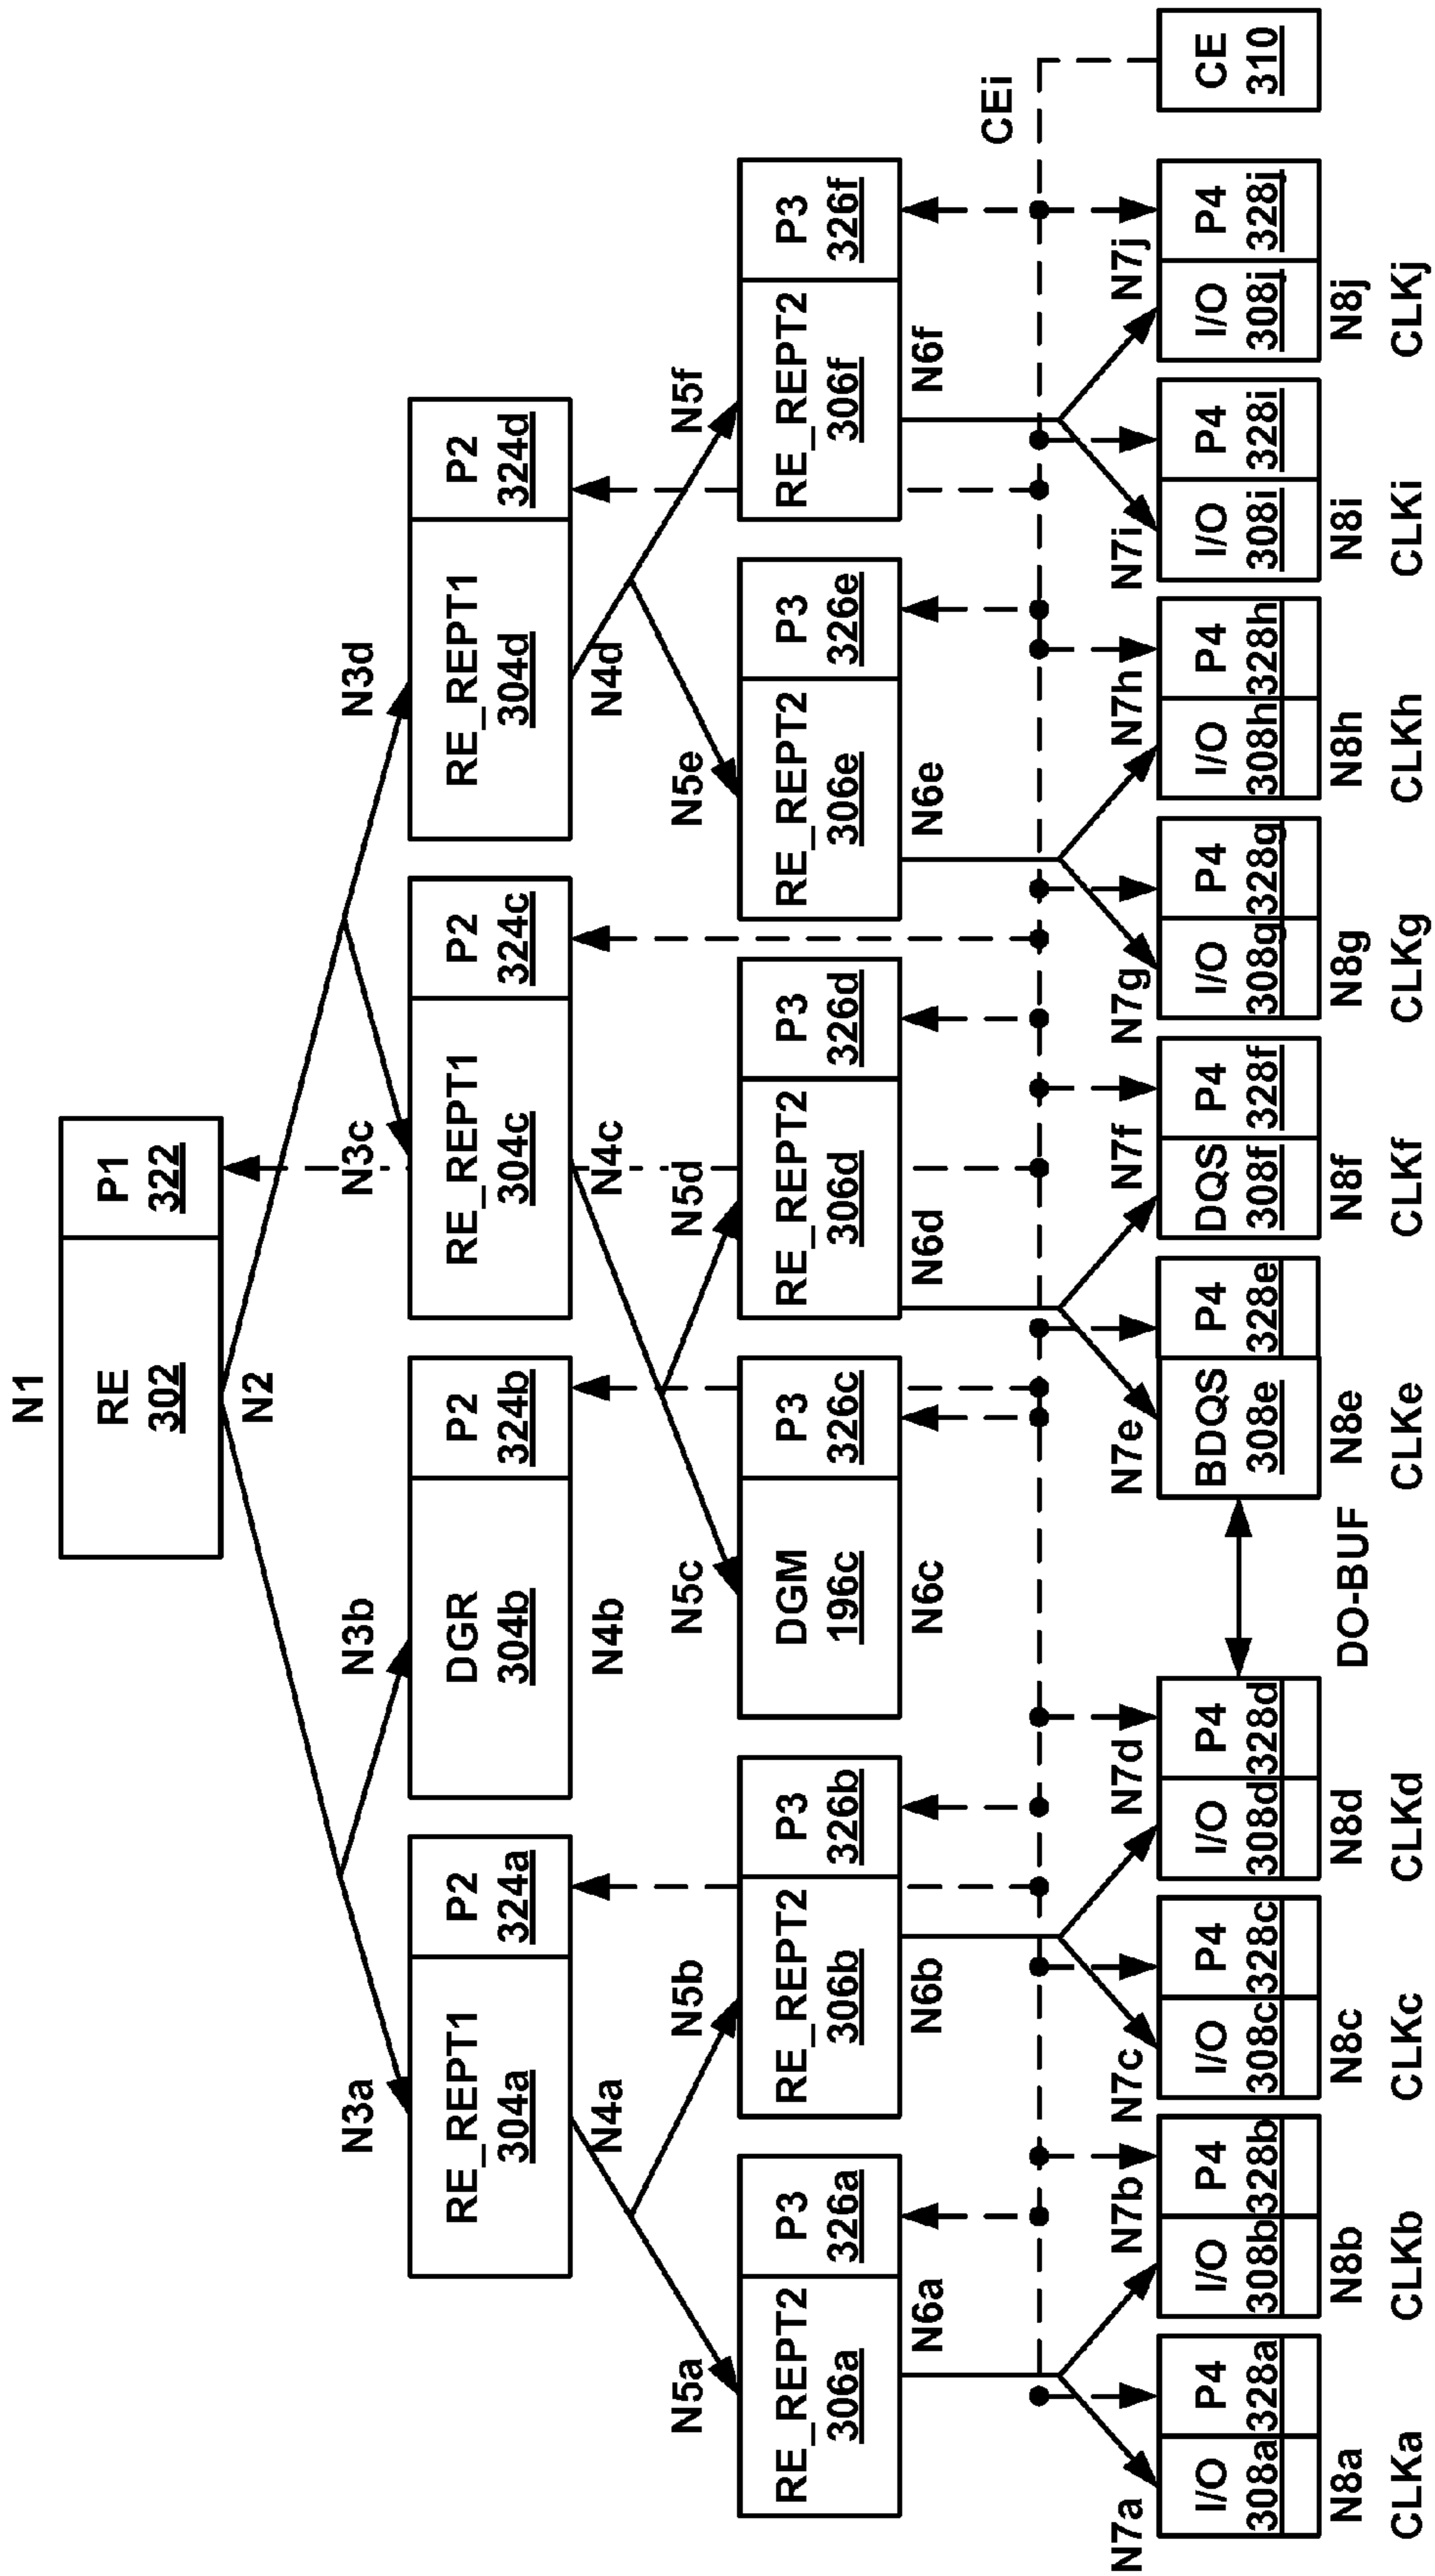 N1
RE
302
P1
322
N2
N3a
N3b
N3c
N3d
RE_REPT1
304a
P2
324a
DGR
304b
P2
324b
RE_REPT1
304c
P2
324c
RE_REPT1
304d
P2
324d
N4a
N4b
N4c
N4d
N5a
N5b
N5c
N5d
N5e
N5f
RE_REPT2
306a
P3
326a
RE_REPT2
306b
P3
326b
DGM
196c
P3
326c
RE_REPT2
306d
P3
326d
RE_REPT2
306e
P3
326e
RE_REPT2
306f
P3
326f
N6a
N6b
N6c
N6d
N6e
N6f
CEi
N7a
N7b
N7c
N7d
N7e
N7f
N7g
N7h
N7i
N7j
I/O
308a
P4
328a
I/O
308b
P4
328b
I/O
308c
P4
328c
I/O
308d
P4
328d
BDQS
308e
P4
328e
DQS
308f
P4
328f
I/O
308g
P4
328g
I/O
308h
P4
328h
I/O
308i
P4
328i
I/O
308j
P4
328j
CE
310
DO-BUF
N8a
N8b
N8c
N8d
N8e
N8f
N8g
N8h
N8i
N8j
CLKa
CLKb
CLKc
CLKd
CLKe
CLKf
CLKg
CLKh
CLKi
CLKj